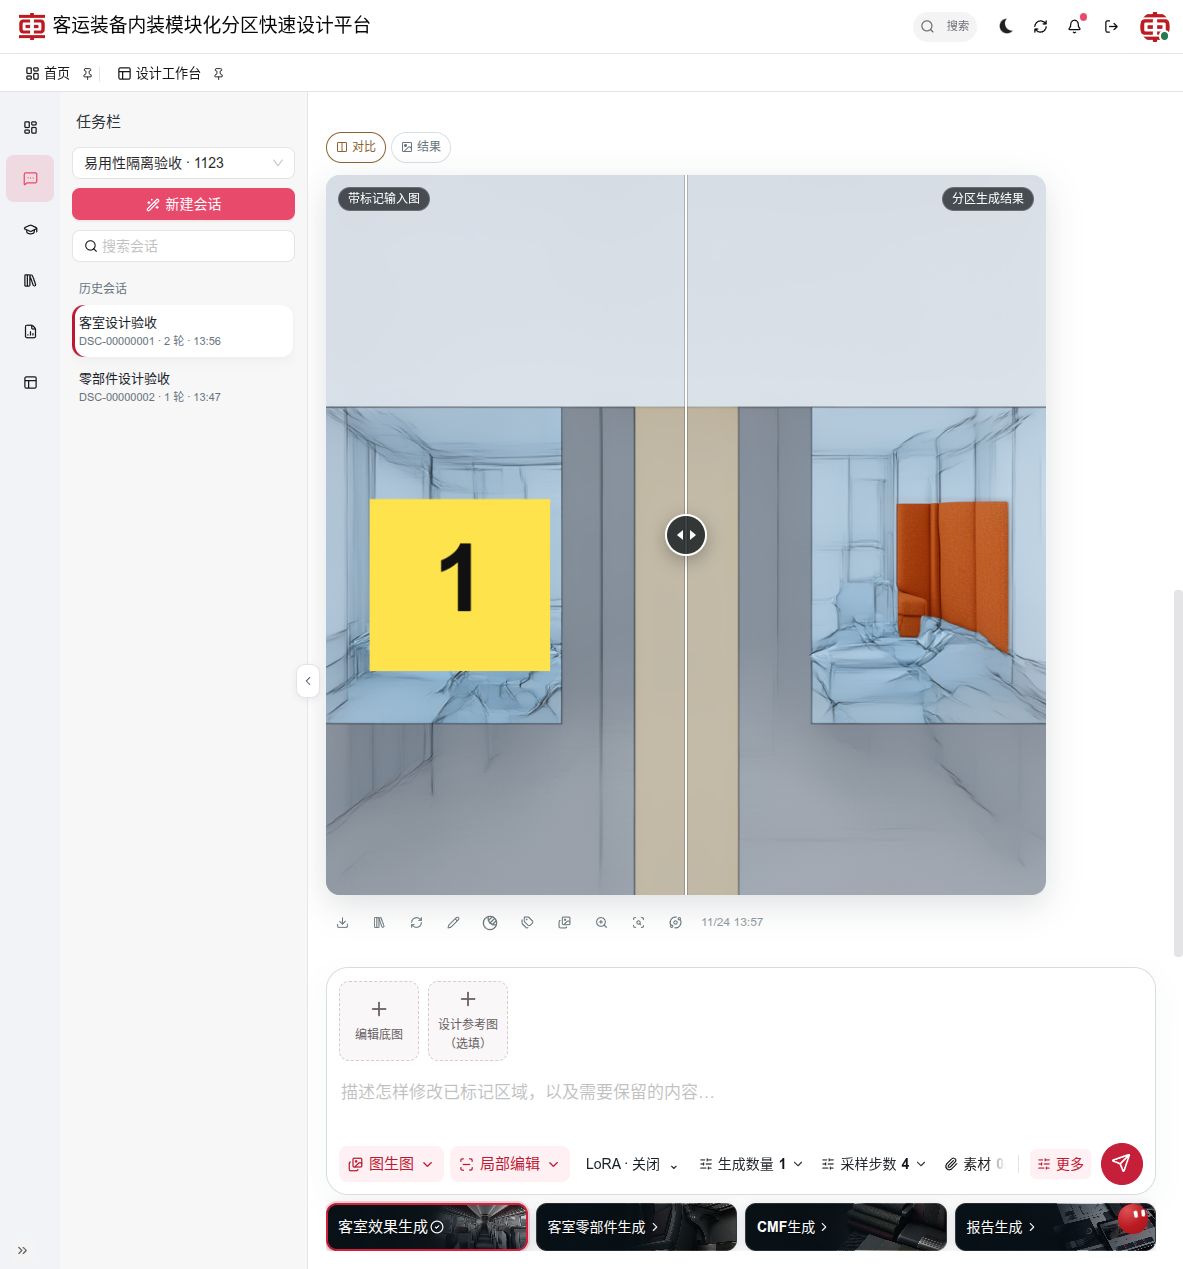 客运装备内装模块化分区快速设计平台
搜索
首页
设计工作台
任务栏
易用性隔离验收 · 1123
新建会话
搜索会话
历史会话
客室设计验收
DSC-00000001 · 2 轮 · 13:56
零部件设计验收
DSC-00000002 · 1 轮 · 13:47
对比
结果
带标记输入图
分区生成结果
1
11/24 13:57
编辑底图
设计参考图
（选填）
描述怎样修改已标记区域，以及需要保留的内容...
图生图
局部编辑
LoRA · 关闭
生成数量 1
采样步数 4
素材 0
更多
客室效果生成
客室零部件生成
CMF生成
报告生成